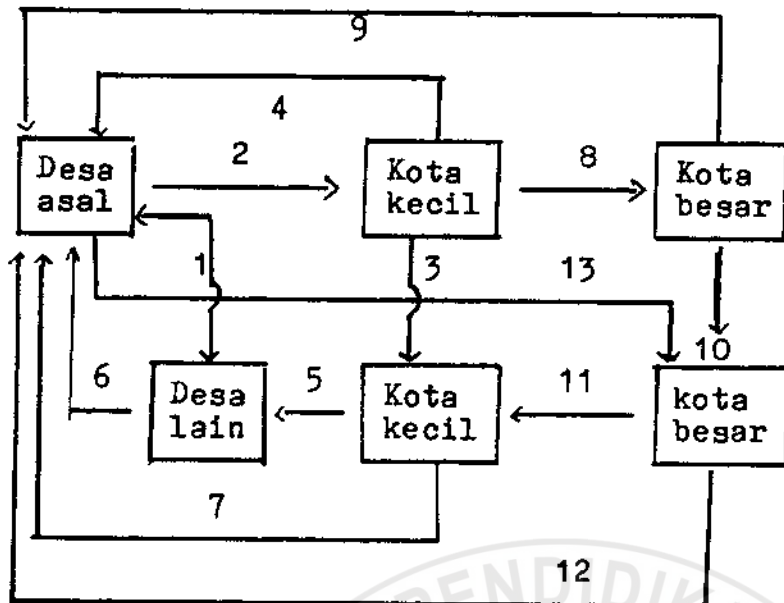 9
4
Desa
asal
2
Kota
kecil
8
Kota
besar
1
3
13
10
6
Desa
lain
5
Kota
kecil
11
kota
besar
7
12
PENDIDIK